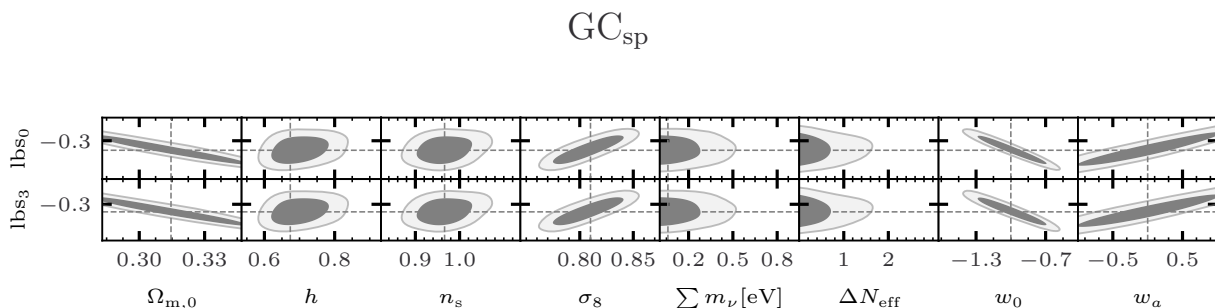 GC_sp
lbs_0 −0.3
lbs_3 −0.3
0.30 0.33 0.6 0.8 0.9 1.0 0.80 0.85 0.2 0.5 0.8 1 2 −1.3 −0.7 −0.5 0.5
Ω_m,0 h n_s σ_8 ∑ m_ν [eV] ΔN_eff w_0 w_a